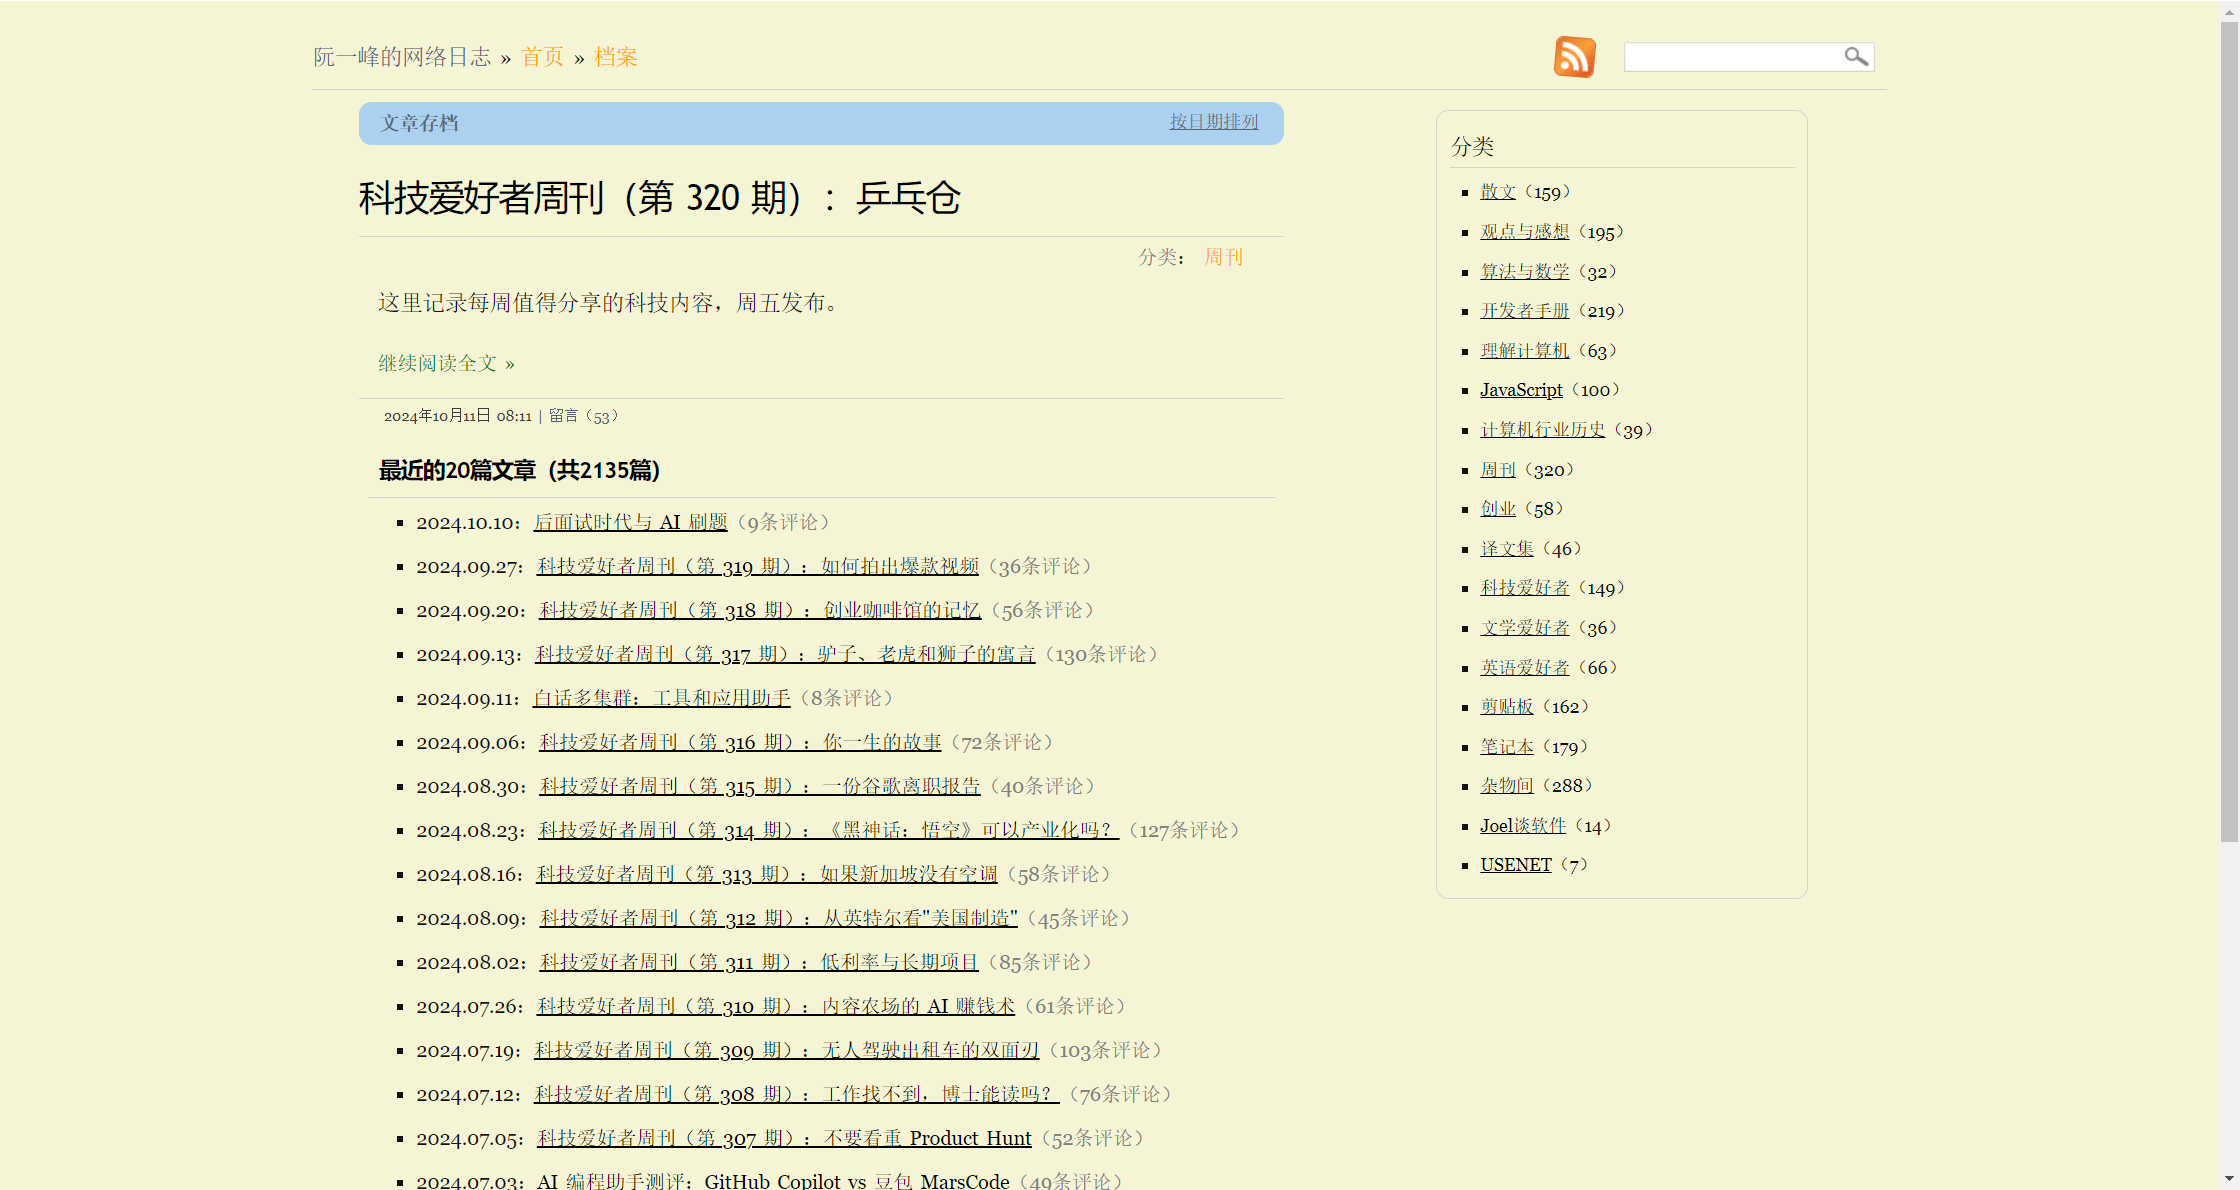 阮一峰的网络日志 » 首页 » 档案
文章存档
按日期排列
科技爱好者周刊（第 320 期）：乒乓仓
分类： 周刊
这里记录每周值得分享的科技内容，周五发布。
继续阅读全文 »
2024年10月11日 08:11 | 留言（53）
最近的20篇文章（共2135篇）
2024.10.10：后面试时代与 AI 刷题（9条评论）
2024.09.27：科技爱好者周刊（第 319 期）：如何拍出爆款视频（36条评论）
2024.09.20：科技爱好者周刊（第 318 期）：创业咖啡馆的记忆（56条评论）
2024.09.13：科技爱好者周刊（第 317 期）：驴子、老虎和狮子的寓言（130条评论）
2024.09.11：白话多集群：工具和应用助手（8条评论）
2024.09.06：科技爱好者周刊（第 316 期）：你一生的故事（72条评论）
2024.08.30：科技爱好者周刊（第 315 期）：一份谷歌离职报告（40条评论）
2024.08.23：科技爱好者周刊（第 314 期）：《黑神话：悟空》可以产业化吗？（127条评论）
2024.08.16：科技爱好者周刊（第 313 期）：如果新加坡没有空调（58条评论）
2024.08.09：科技爱好者周刊（第 312 期）：从英特尔看"美国制造"（45条评论）
2024.08.02：科技爱好者周刊（第 311 期）：低利率与长期项目（85条评论）
2024.07.26：科技爱好者周刊（第 310 期）：内容农场的 AI 赚钱术（61条评论）
2024.07.19：科技爱好者周刊（第 309 期）：无人驾驶出租车的双面刃（103条评论）
2024.07.12：科技爱好者周刊（第 308 期）：工作找不到，博士能读吗？（76条评论）
2024.07.05：科技爱好者周刊（第 307 期）：不要看重 Product Hunt（52条评论）
2024.07.03：AI 编程助手测评：GitHub Copilot vs 豆包 MarsCode（49条评论）
分类
散文（159）
观点与感想（195）
算法与数学（32）
开发者手册（219）
理解计算机（63）
JavaScript（100）
计算机行业历史（39）
周刊（320）
创业（58）
译文集（46）
科技爱好者（149）
文学爱好者（36）
英语爱好者（66）
剪贴板（162）
笔记本（179）
杂物间（288）
Joel谈软件（14）
USENET（7）